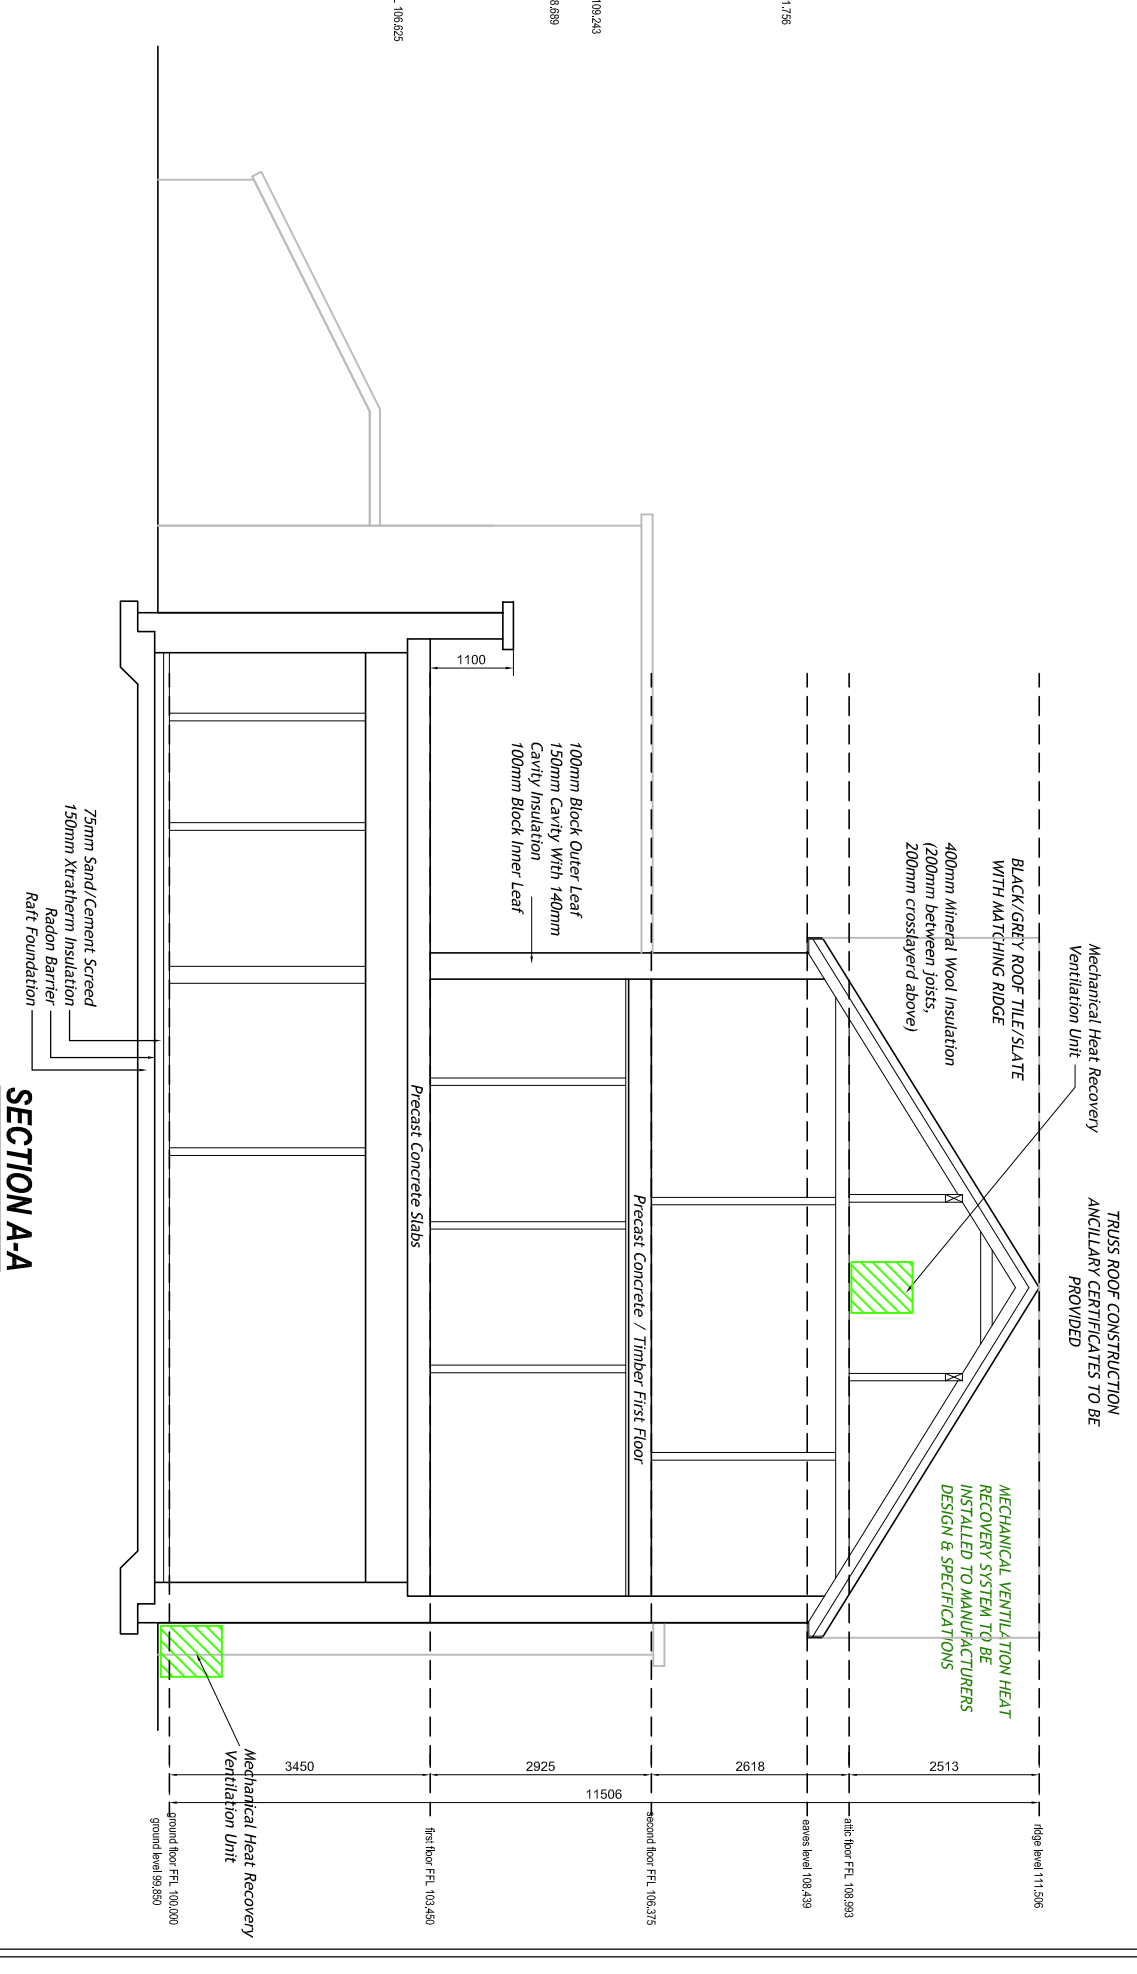 TRUSS ROOF CONSTRUCTION
ANCILLARY CERTIFICATES TO BE
PROVIDED
Mechanical Heat Recovery
Ventilation Unit
BLACK/GREY ROOF TILE/SLATE
WITH MATCHING RIDGE
400mm Mineral Wool Insulation
(200mm between joists,
200mm crosslayerd above)
MECHANICAL VENTILATION HEAT
RECOVERY SYSTEM TO BE
INSTALLED TO MANUFACTURERS
DESIGN & SPECIFICATIONS
ridge level 111.506
attic floor FFL 108.993
eaves level 108.439
second floor FFL 106.375
first floor FFL 103.450
ground floor FFL 100.000
ground level 99.850
2513
2618
2925
3450
11506
1.756
109.243
8.689
106.625
1100
100mm Block Outer Leaf
150mm Cavity With 140mm
Cavity Insulation
100mm Block Inner Leaf
Precast Concrete / Timber First Floor
Precast Concrete Slabs
Mechanical Heat Recovery
Ventilation Unit
75mm Sand/Cement Screed
150mm Xtratherm Insulation
Radon Barrier
Raft Foundation
SECTION A-A